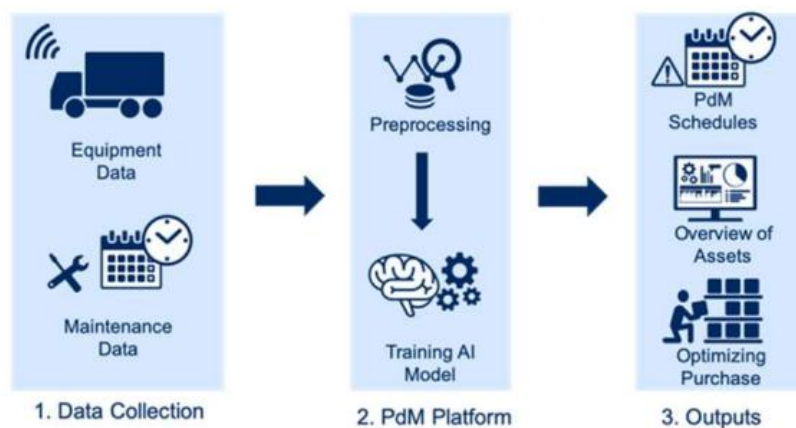 Equipment
Data
Maintenance
Data
1. Data Collection
Preprocessing
Training AI
Model
2. PdM Platform
PdM
Schedules
Overview of
Assets
Optimizing
Purchase
3. Outputs